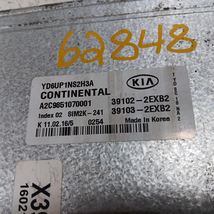 62848
YD6UP1NS2H3A
CONTINENTAL
KIA
A2C9851070001
39102-2EXB2
Index 02 SIM2K-241
39103-2EXB2
K 11.02.16/5 0254
Made in Korea
X33
1602